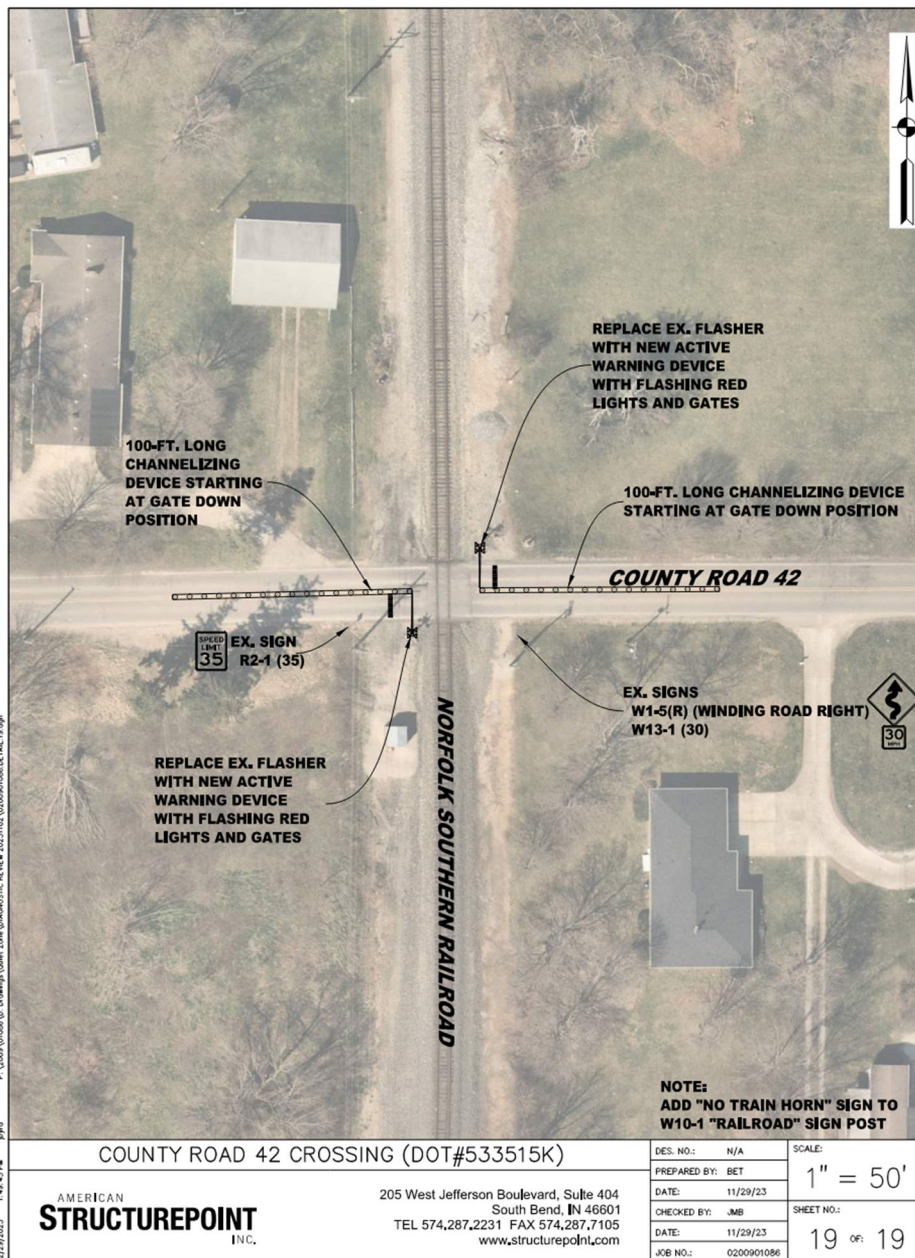 REPLACE EX. FLASHER
WITH NEW ACTIVE
WARNING DEVICE
WITH FLASHING RED
LIGHTS AND GATES
100-FT. LONG
CHANNELIZING
DEVICE STARTING
AT GATE DOWN
POSITION
100-FT. LONG CHANNELIZING DEVICE
STARTING AT GATE DOWN POSITION
COUNTY ROAD 42
SPEED
LIMIT
35
EX. SIGN
R2-1 (35)
EX. SIGNS
W1-5(R) (WINDING ROAD RIGHT)
W13-1 (30)
30
MPH
NORFOLK SOUTHERN RAILROAD
REPLACE EX. FLASHER
WITH NEW ACTIVE
WARNING DEVICE
WITH FLASHING RED
LIGHTS AND GATES
NOTE:
ADD "NO TRAIN HORN" SIGN TO
W10-1 "RAILROAD" SIGN POST
COUNTY ROAD 42 CROSSING (DOT#533515K)
AMERICAN
STRUCTUREPOINT
INC.
205 West Jefferson Boulevard, Suite 404
South Bend, IN 46601
TEL 574.287.2231 FAX 574.287.7105
www.structurepoint.com
DES. NO.: N/A
PREPARED BY: BET
DATE: 11/29/23
CHECKED BY: JMB
DATE: 11/29/23
JOB NO.: 0200901086
SCALE:
1" = 50'
SHEET NO.:
19 OF: 19